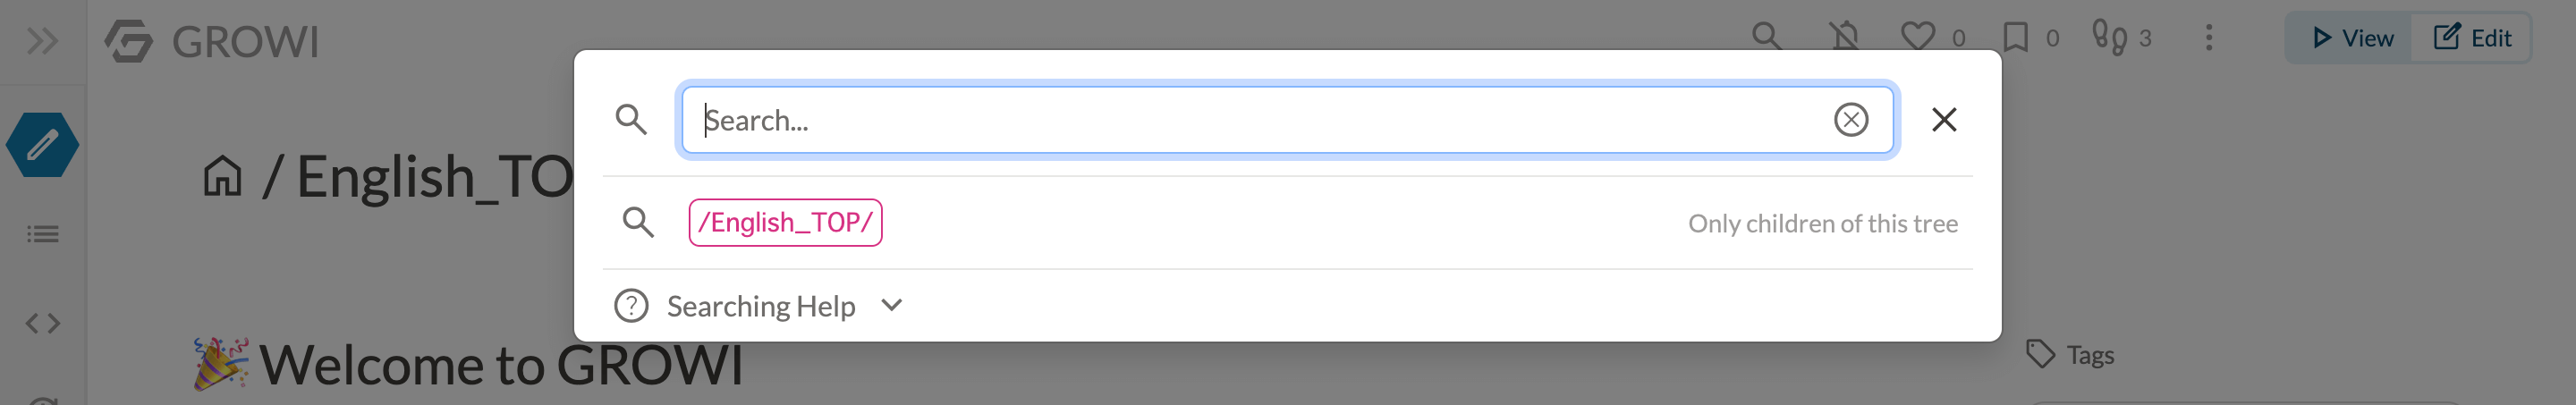 GROWI
0
0
3
View
Edit
Search...
/ English_TO
/English_TOP/
Only children of this tree
Searching Help
Welcome to GROWI
Tags